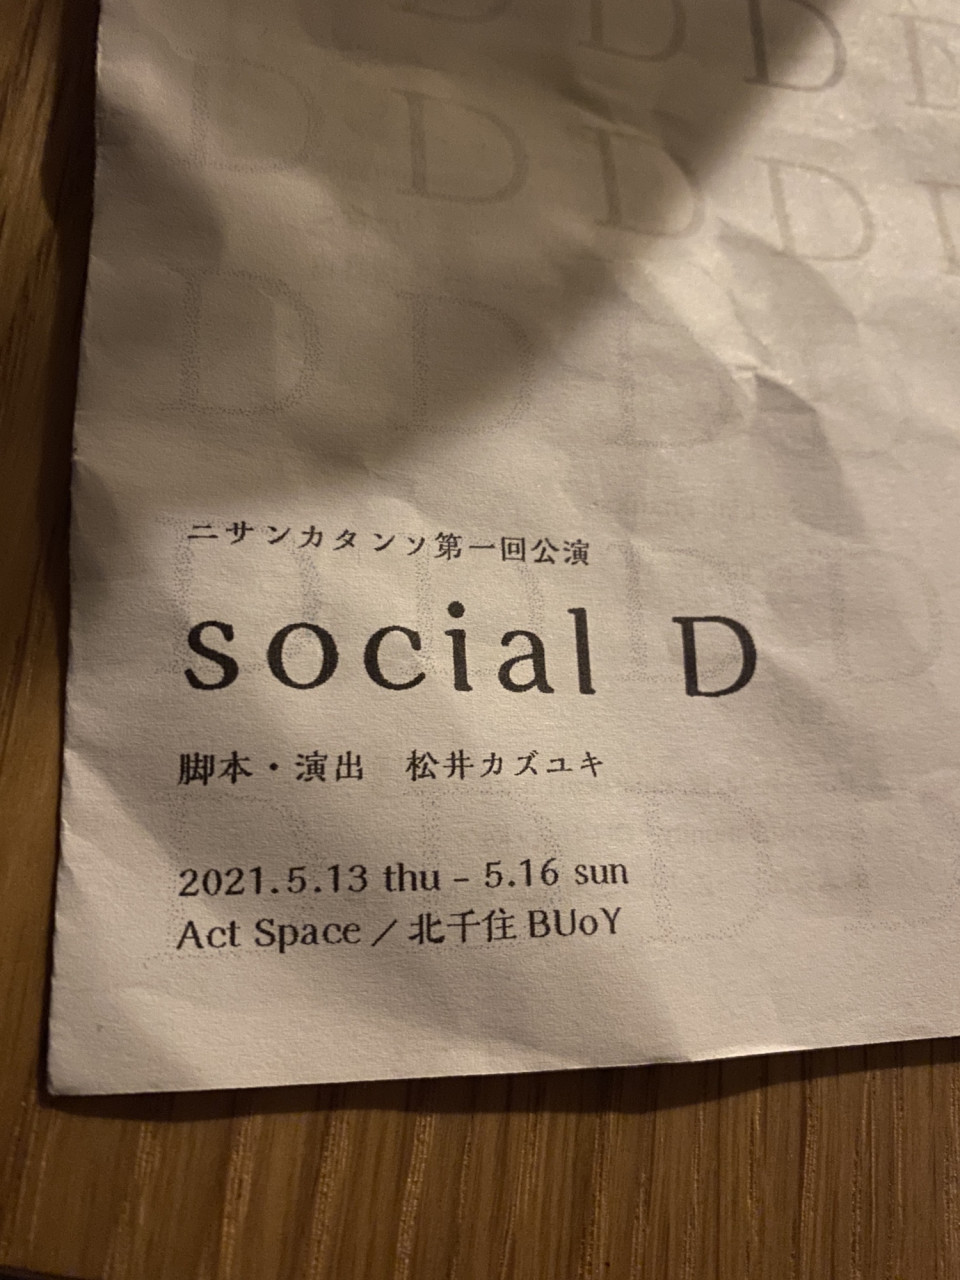 D D D E
D D D D D
D D D
ニサンカタンソ第一回公演
social D
脚本・演出　松井カズユキ
2021.5.13 thu – 5.16 sun
Act Space／北千住 BUoY